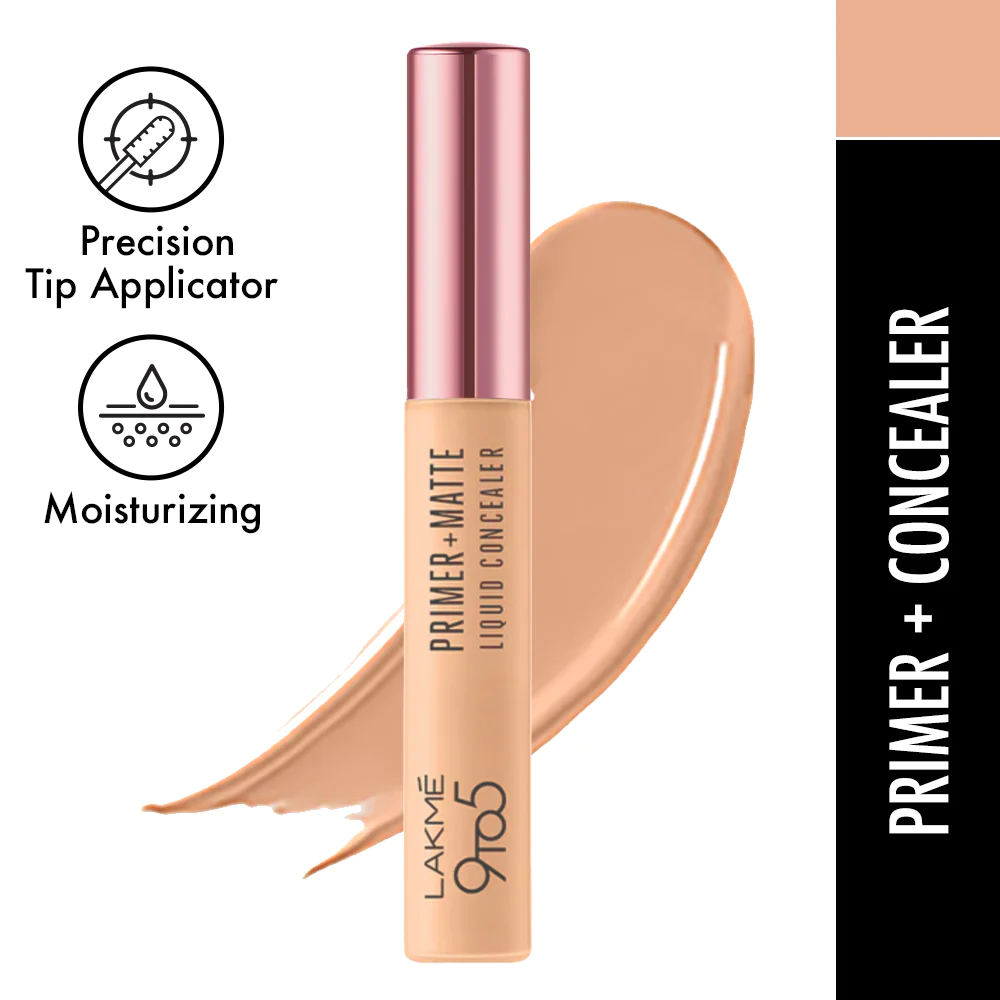 Precision
Tip Applicator
Moisturizing
PRIMER + MATTE
LIQUID CONCEALER
LAKMÉ
9TO5
PRIMER + CONCEALER